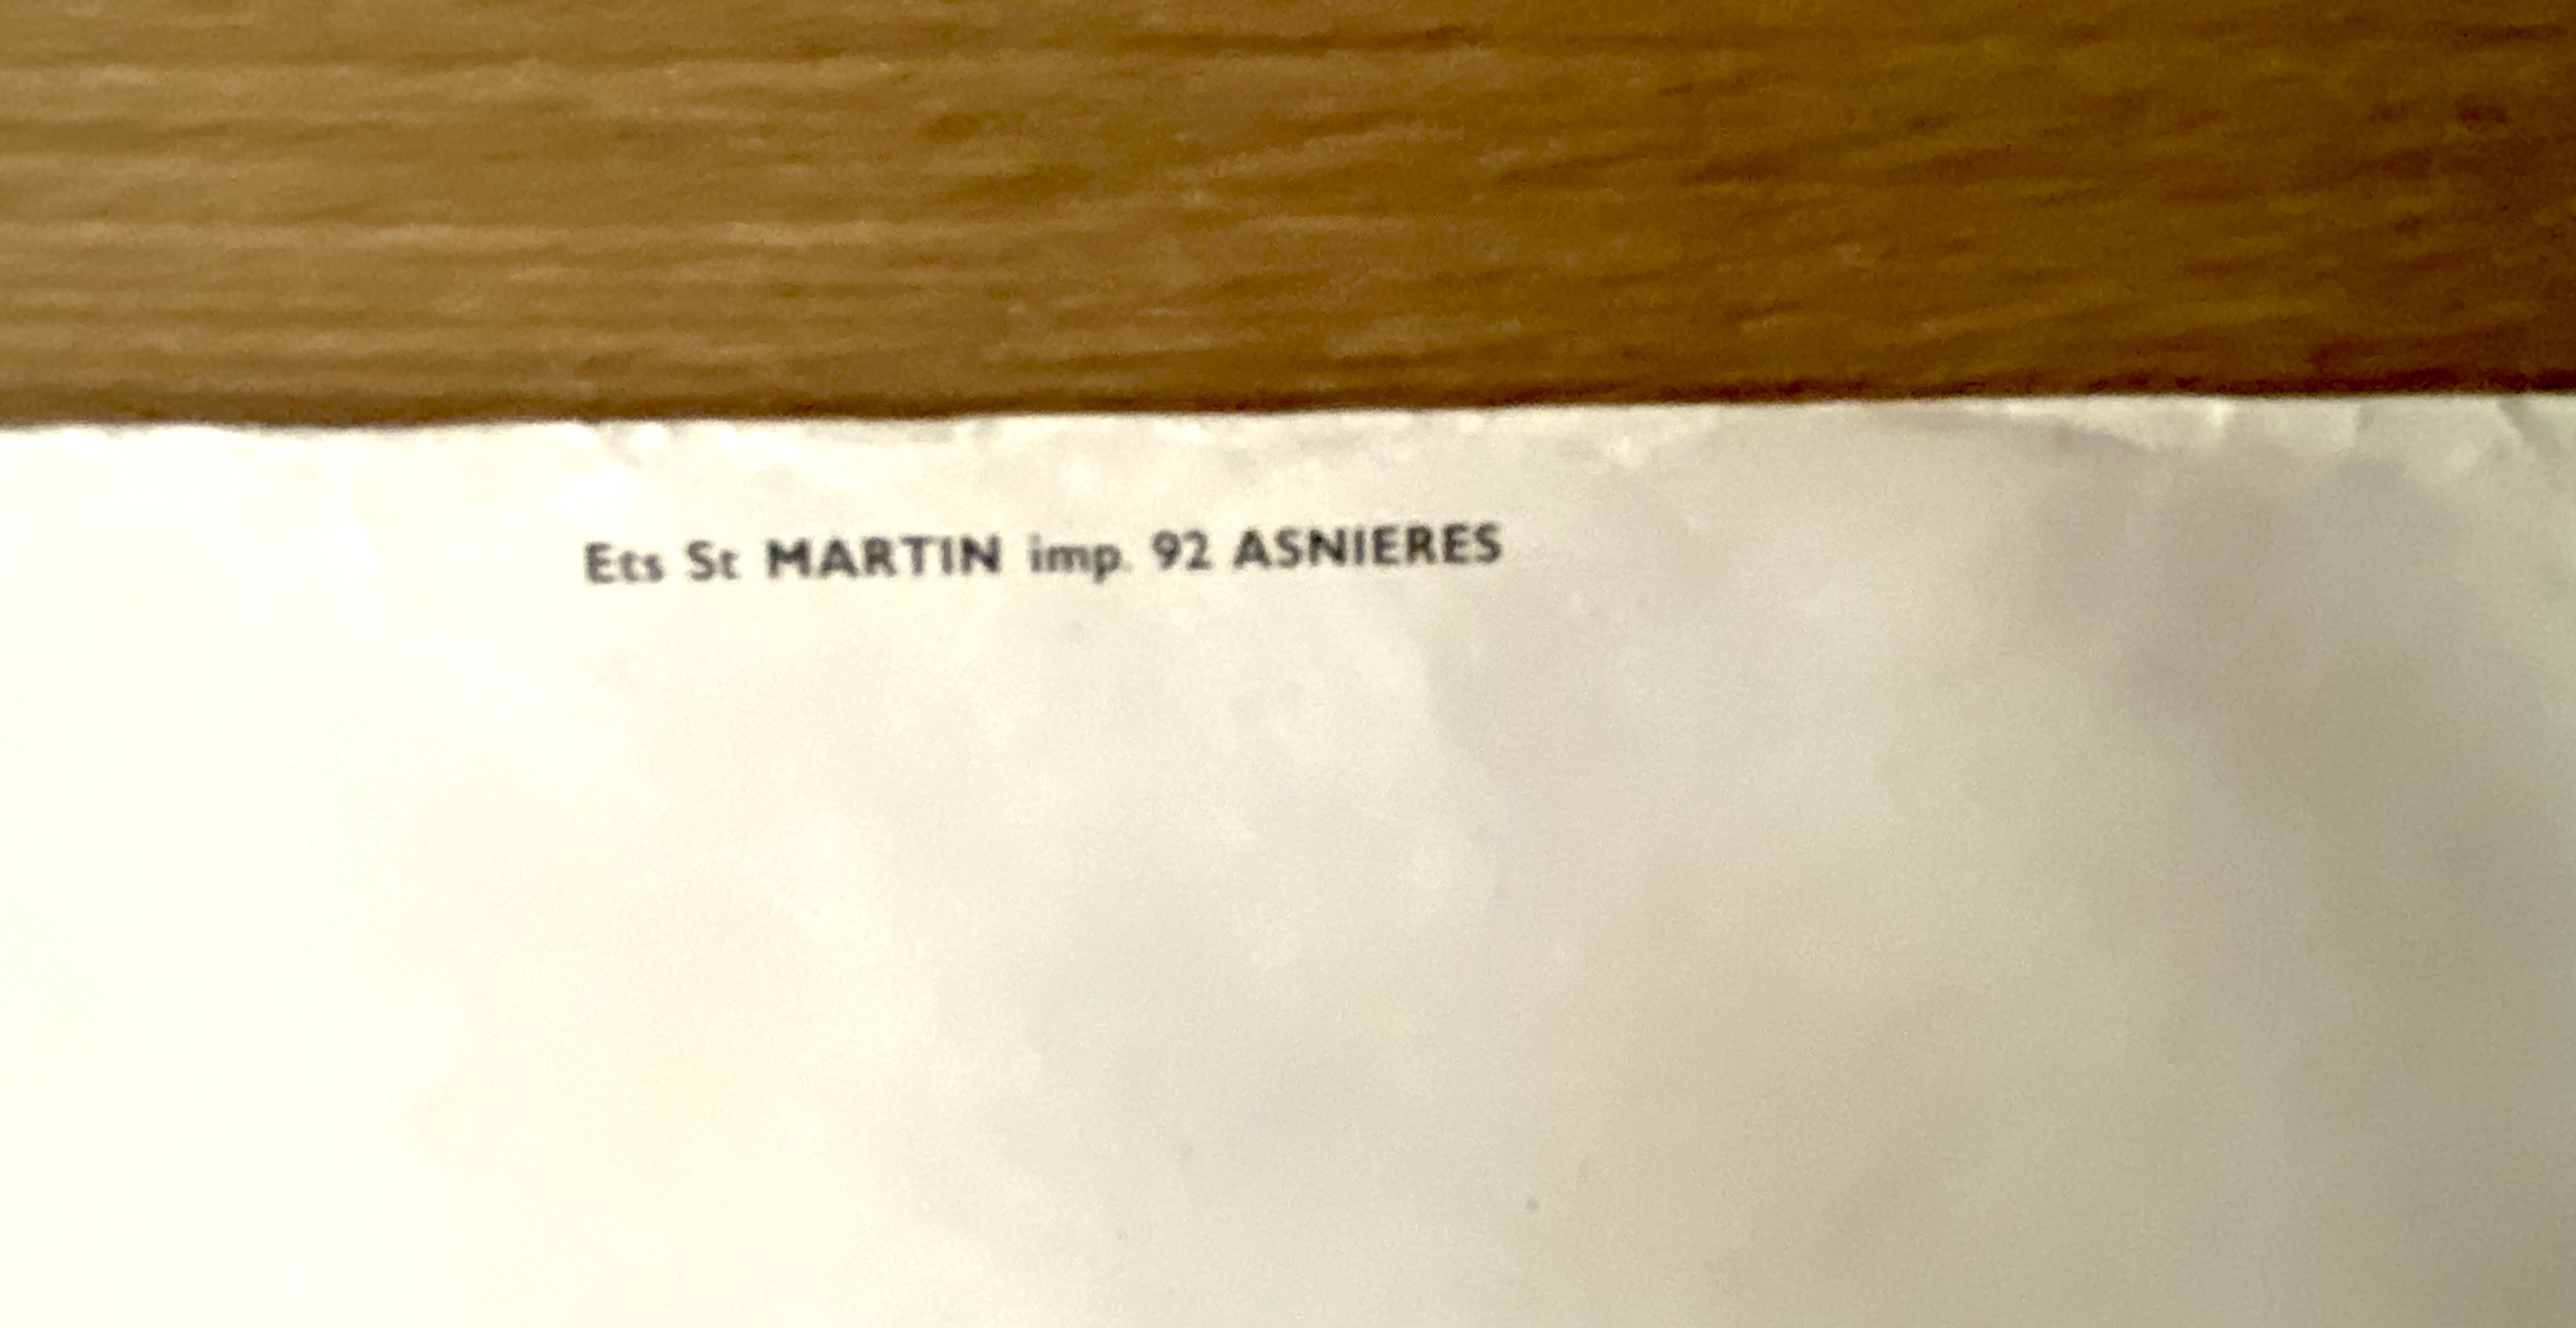 Ets St MARTIN imp. 92 ASNIERES